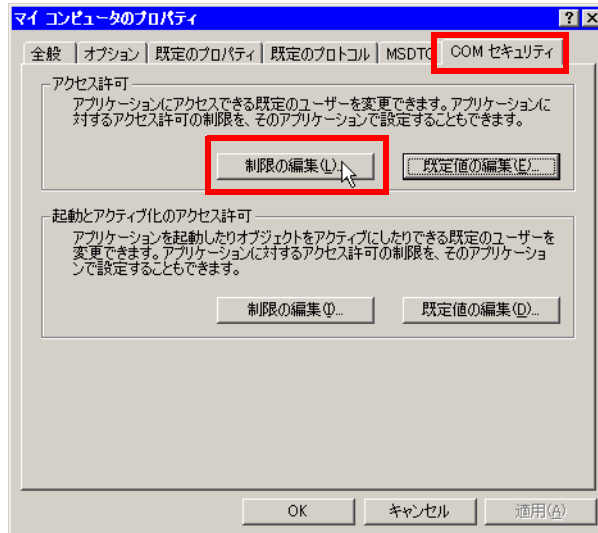 マイ コンピュータのプロパティ
全般 オプション 既定のプロパティ 既定のプロトコル MSDTC COM セキュリティ
アクセス許可
アプリケーションにアクセスできる既定のユーザーを変更できます。アプリケーションに
対するアクセス許可の制限を、そのアプリケーションで設定することもできます。
制限の編集(L)... 既定値の編集(E)...
起動とアクティブ化のアクセス許可
アプリケーションを起動したりオブジェクトをアクティブにしたりできる既定のユーザーを
変更できます。アプリケーションに対するアクセス許可の制限を、そのアプリケーショ
ンで設定することもできます。
制限の編集(I)... 既定値の編集(D)...
OK キャンセル 適用(A)